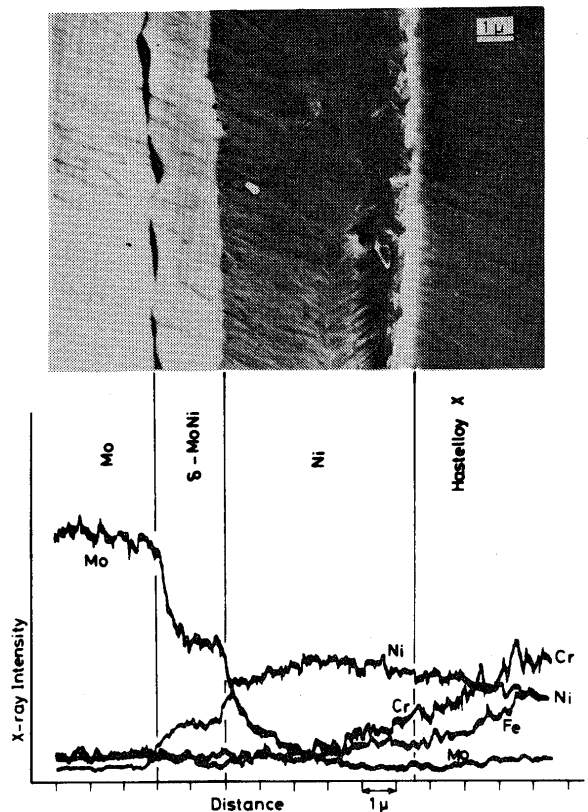 1 μ
Mo
δ-MoNi
Ni
Hastelloy X
Mo
Ni
Cr
Cr
Ni
Fe
Mo
X-ray Intensity
Distance
1 μ